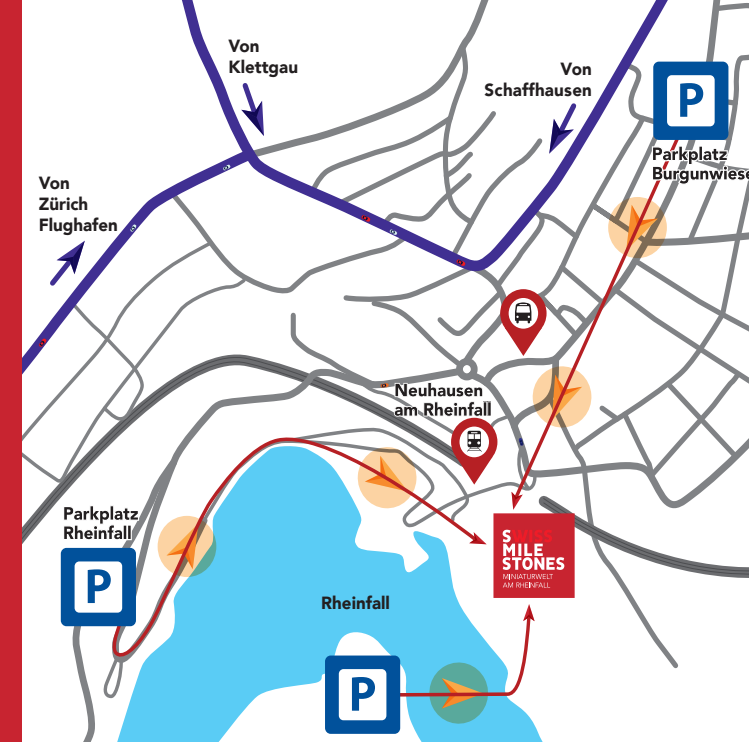 Von
Klettgau
Von
Schaffhausen
P
Parkplatz
Burgunwiese
Von
Zürich
Flughafen
Neuhausen
am Rheinfall
Parkplatz
Rheinfall
P
SWISS
MILE
STONES
MINIATURWELT
AM RHEINFALL
Rheinfall
P